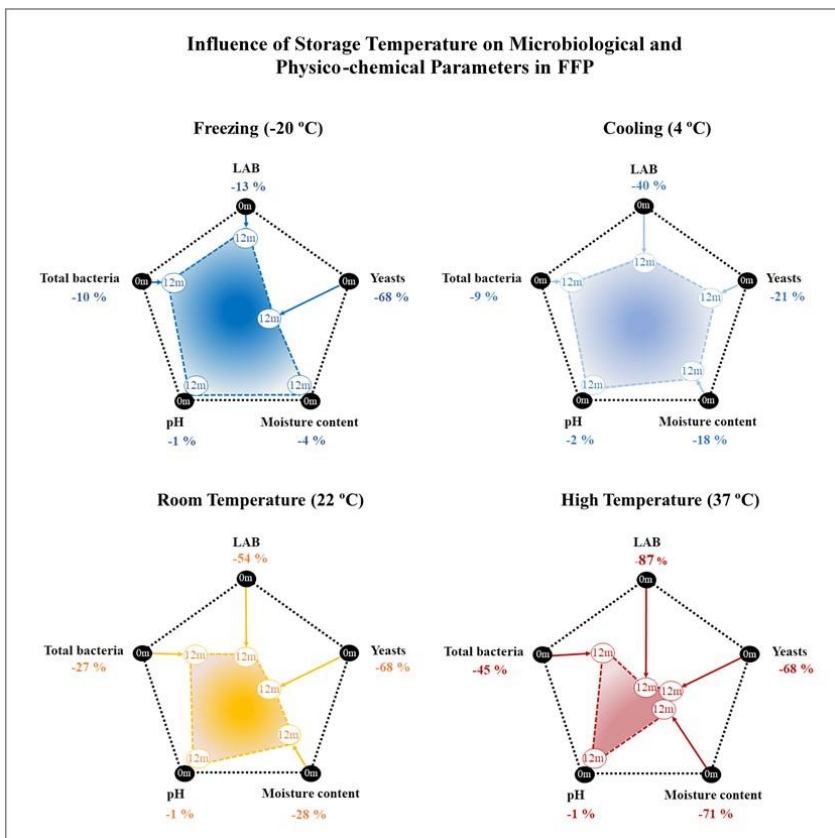 Influence of Storage Temperature on Microbiological and
Physico-chemical Parameters in FFP
Freezing (-20 ºC)
LAB
-13 %
0m
12m
Total bacteria
-10 %
0m
12m
0m
Yeasts
-68 %
12m
12m
0m
pH
-1 %
12m
0m
Moisture content
-4 %
Cooling (4 ºC)
LAB
-40 %
0m
12m
Total bacteria
-9 %
0m
12m
0m
Yeasts
-21 %
12m
12m
0m
pH
-2 %
12m
0m
Moisture content
-18 %
Room Temperature (22 ºC)
LAB
-54 %
0m
12m
Total bacteria
-27 %
0m
12m
0m
Yeasts
-68 %
12m
12m
0m
pH
-1 %
12m
0m
Moisture content
-28 %
High Temperature (37 ºC)
LAB
-87 %
0m
12m
Total bacteria
-45 %
0m
12m
0m
Yeasts
-68 %
12m
12m
0m
pH
-1 %
12m
0m
Moisture content
-71 %